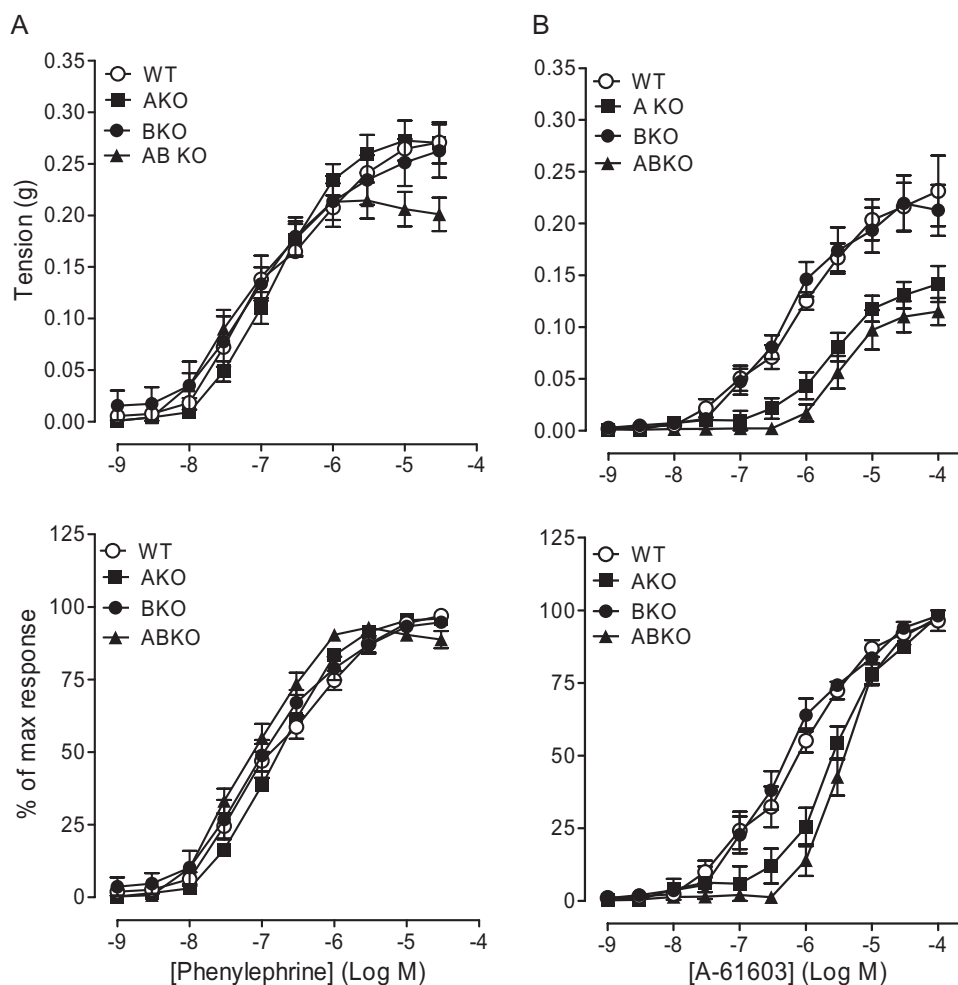 A
Tension (g)
0.35
0.30
0.25
0.20
0.15
0.10
0.05
0.00
WT
AKO
BKO
AB KO
-9 -8 -7 -6 -5 -4
B
0.35
0.30
0.25
0.20
0.15
0.10
0.05
0.00
WT
A KO
BKO
ABKO
-9 -8 -7 -6 -5 -4
% of max response
125
100
75
50
25
0
WT
AKO
BKO
ABKO
-9 -8 -7 -6 -5 -4
[Phenylephrine] (Log M)
125
100
75
50
25
0
WT
AKO
BKO
ABKO
-9 -8 -7 -6 -5 -4
[A-61603] (Log M)